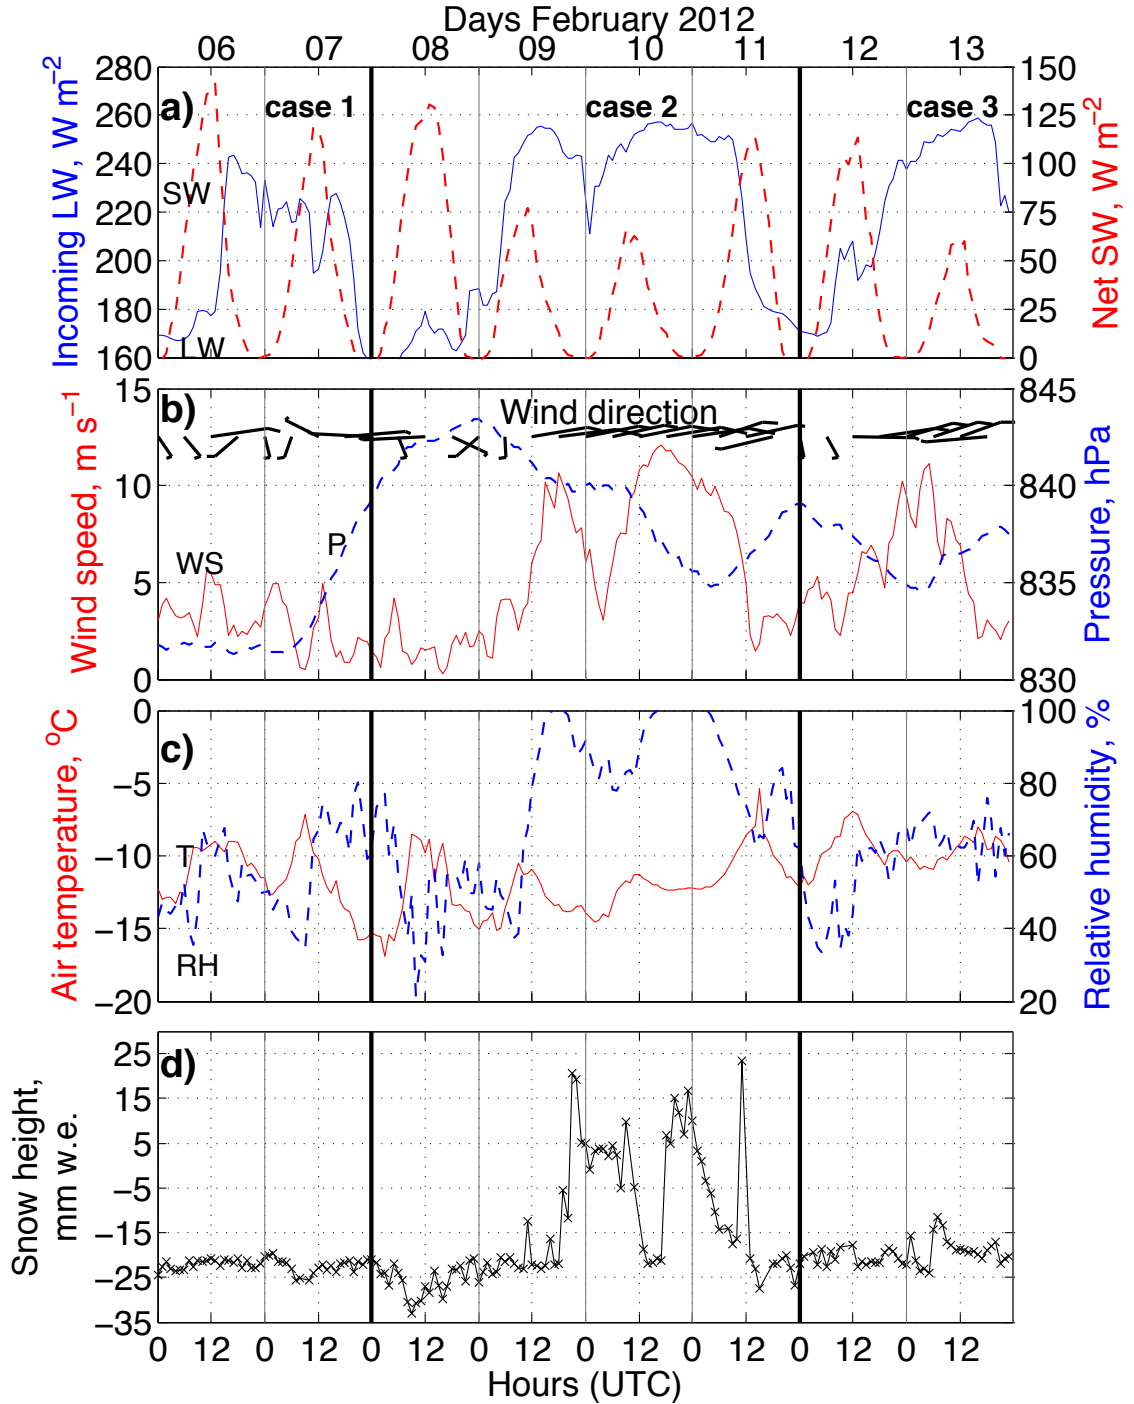 Days February 2012
06 07 08 09 10 11 12 13
280 150
a) case 1 case 2 case 3
260 125
240 100
SW
220 75
200 50
180 25
LW
160 0
Incoming LW, W m−2
Net SW, W m−2
15 845
b) Wind direction
10 840
P
WS
5 835
0 830
Wind speed, m s−1
Pressure, hPa
0 100
c)
−5 80
T
−10 60
−15 40
RH
−20 20
Air temperature, oC
Relative humidity, %
d)
25
15
5
−5
−15
−25
−35
Snow height,
mm w.e.
0 12 0 12 0 12 0 12 0 12 0 12 0 12 0 12
Hours (UTC)